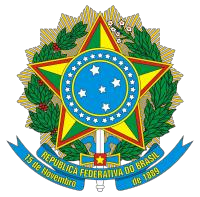 REPÚBLICA FEDERATIVA DO BRASIL
15 de Novembro
de 1889